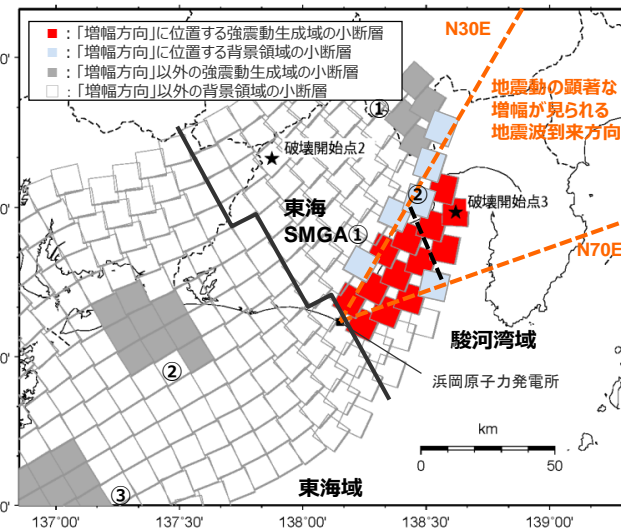 ■ : 「増幅方向」に位置する強震動生成域の小断層
■ : 「増幅方向」に位置する背景領域の小断層
■ : 「増幅方向」以外の強震動生成域の小断層
□ : 「増幅方向」以外の背景領域の小断層
N30E
地震動の顕著な
増幅が見られる
地震波到来方向
①
破壊開始点2
②
★破壊開始点3
東海
SMGA①
N70E
駿河湾域
②
浜岡原子力発電所
km
0 50
東海域
③
137°00' 137°30' 138°00' 138°30' 139°00'